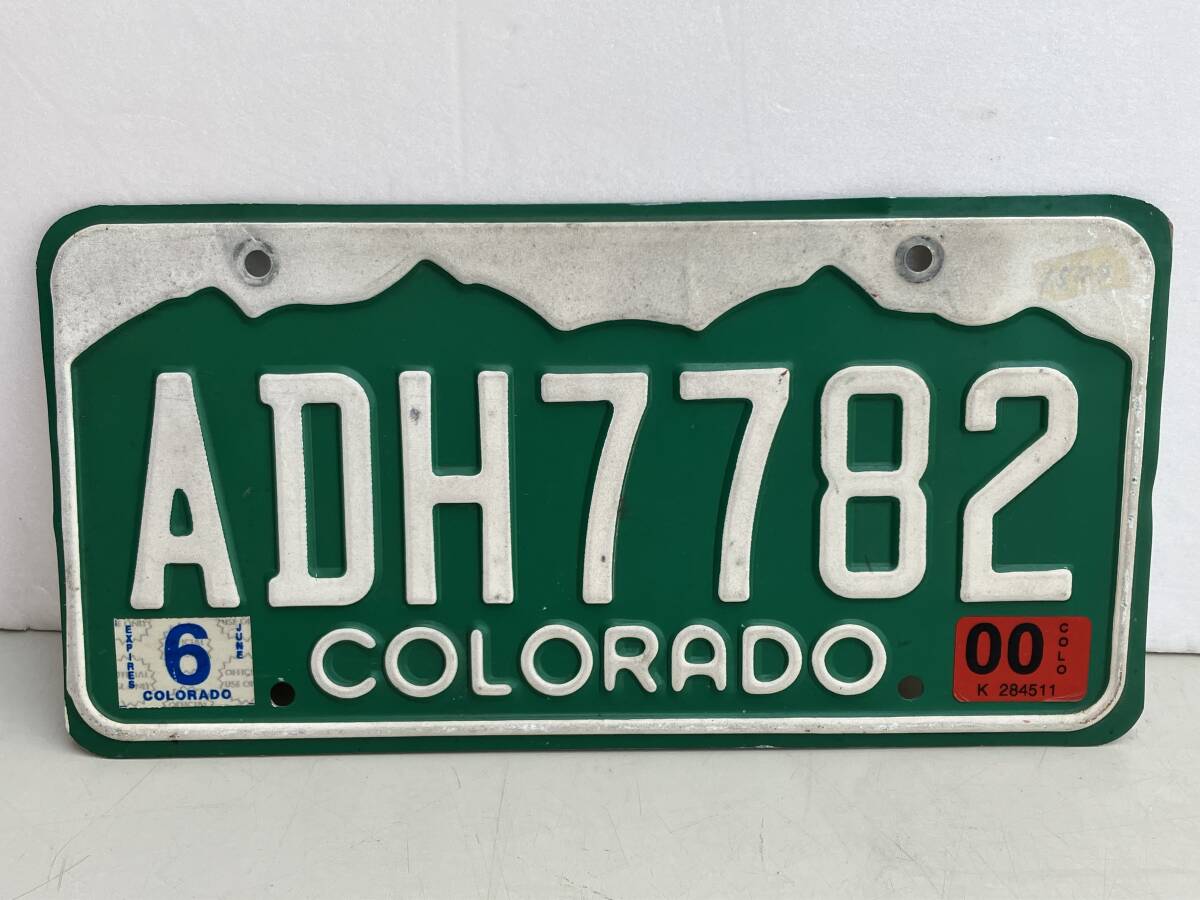 ADH7782
EXPIRES
6
JUNE
COLORADO
COLORADO
00
COLO
K 284511